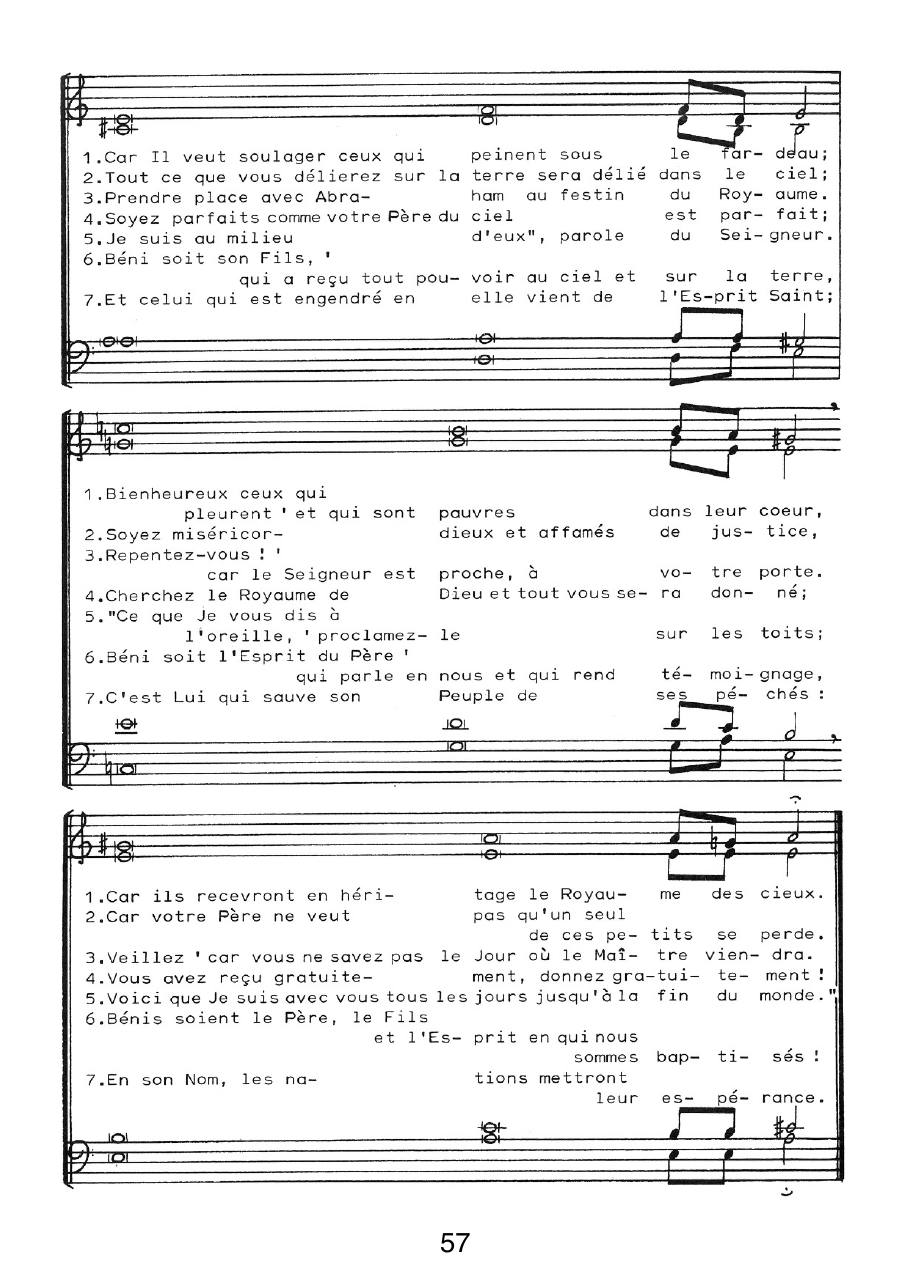 1.Car Il veut soulager ceux qui peinent sous le far- deau;
2.Tout ce que vous délierez sur la terre sera délié dans le ciel;
3.Prendre place avec Abra- ham au festin du Roy- aume.
4.Soyez parfaits comme votre Père du ciel est par- fait;
5.Je suis au milieu d'eux", parole du Sei- gneur.
6.Béni soit son Fils, '
qui a reçu tout pou- voir au ciel et sur la terre,
7.Et celui qui est engendré en elle vient de l'Es-prit Saint;
1.Bienheureux ceux qui
pleurent ' et qui sont pauvres dans leur coeur,
2.Soyez miséricor- dieux et affamés de jus- tice,
3.Repentez-vous ! '
car le Seigneur est proche, à vo- tre porte.
4.Cherchez le Royaume de Dieu et tout vous se- ra don- né;
5."Ce que Je vous dis à
l'oreille, ' proclamez- le sur les toits;
6.Béni soit l'Esprit du Père '
qui parle en nous et qui rend té- moi- gnage,
7.C'est Lui qui sauve son Peuple de ses pé- chés :
1.Car ils recevront en héri- tage le Royau- me des cieux.
2.Car votre Père ne veut pas qu'un seul
de ces pe- tits se perde.
3.Veillez ' car vous ne savez pas le Jour où le Maî- tre vien- dra.
4.Vous avez reçu gratuite- ment, donnez gra-tui- te- ment !
5.Voici que Je suis avec vous tous les jours jusqu'à la fin du monde."
6.Bénis soient le Père, le Fils
et l'Es- prit en qui nous
sommes bap- ti- sés !
7.En son Nom, les na- tions mettront
leur es- pé- rance.
57